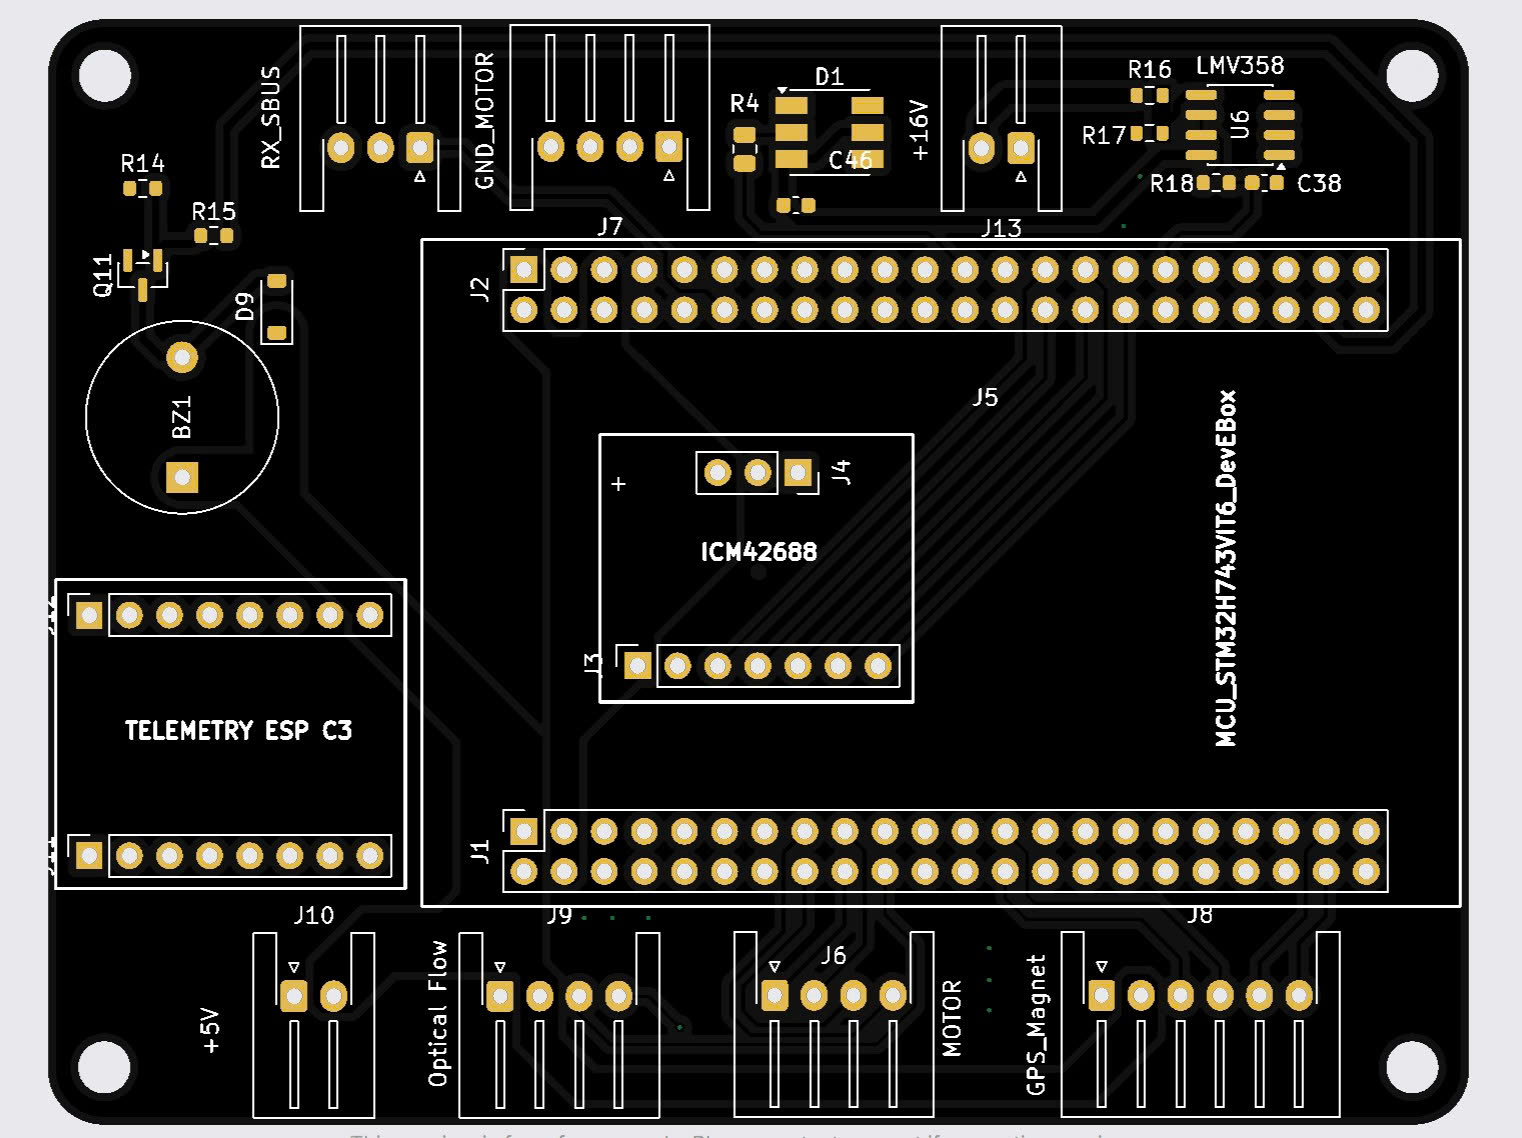 RX_SBUS
GND_MOTOR
R4
D1
C46
+16V
R16
LMV358
R17
U6
R18
C38
R14
R15
J7
J13
Q11
D9
J2
BZ1
J5
MCU_STM32H743VIT6_DevEBox
+
J4
ICM42688
J3
TELEMETRY ESP C3
J1
J10
J9
J8
+5V
Optical Flow
J6
MOTOR
GPS_Magnet